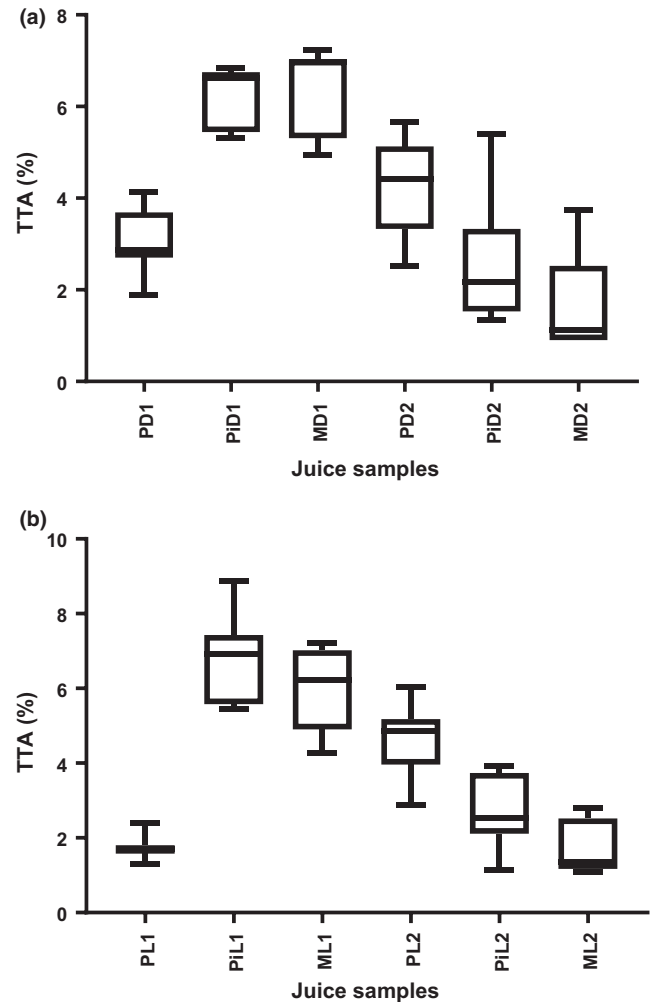 (a)
8
6
4
2
0
TTA (%)
PD1
PiD1
MD1
PD2
PiD2
MD2
Juice samples
(b)
10
8
6
4
2
0
TTA (%)
PL1
PiL1
ML1
PL2
PiL2
ML2
Juice samples